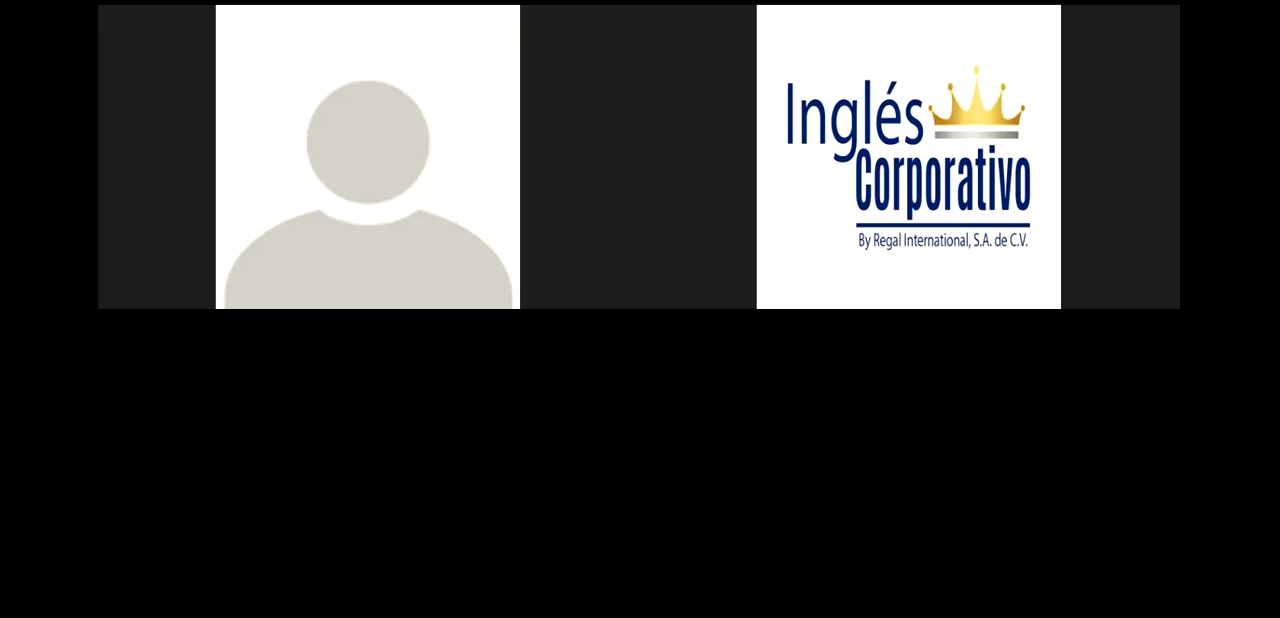 Inglés
Corporativo
By Regal International, S.A. de C.V.